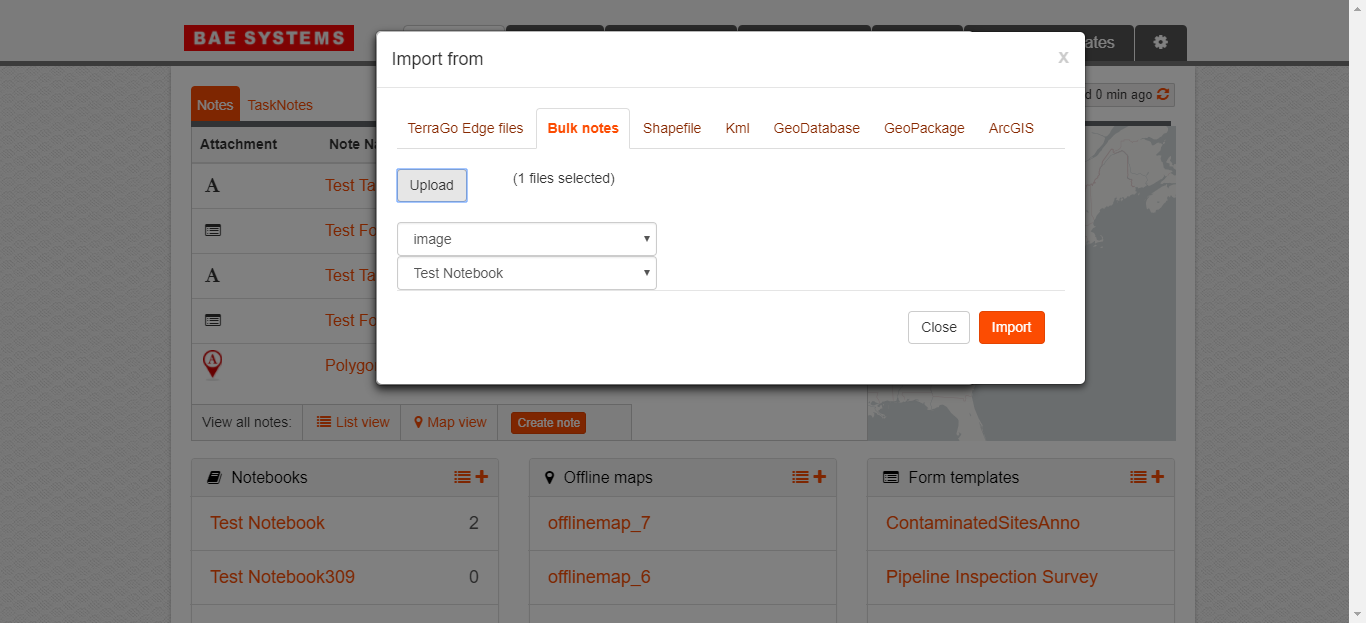 BAE SYSTEMS
ates
Import from
x
d 0 min ago
Notes
TaskNotes
TerraGo Edge files
Bulk notes
Shapefile
Kml
GeoDatabase
GeoPackage
ArcGIS
Attachment
Note Na
Upload
(1 files selected)
A
Test Ta
Test Fo
image
Test Notebook
A
Test Ta
Test Fo
Close
Import
A
Polygo
View all notes:
List view
Map view
Create note
Notebooks
Offline maps
Form templates
Test Notebook
2
offlinemap_7
ContaminatedSitesAnno
Test Notebook309
0
offlinemap_6
Pipeline Inspection Survey